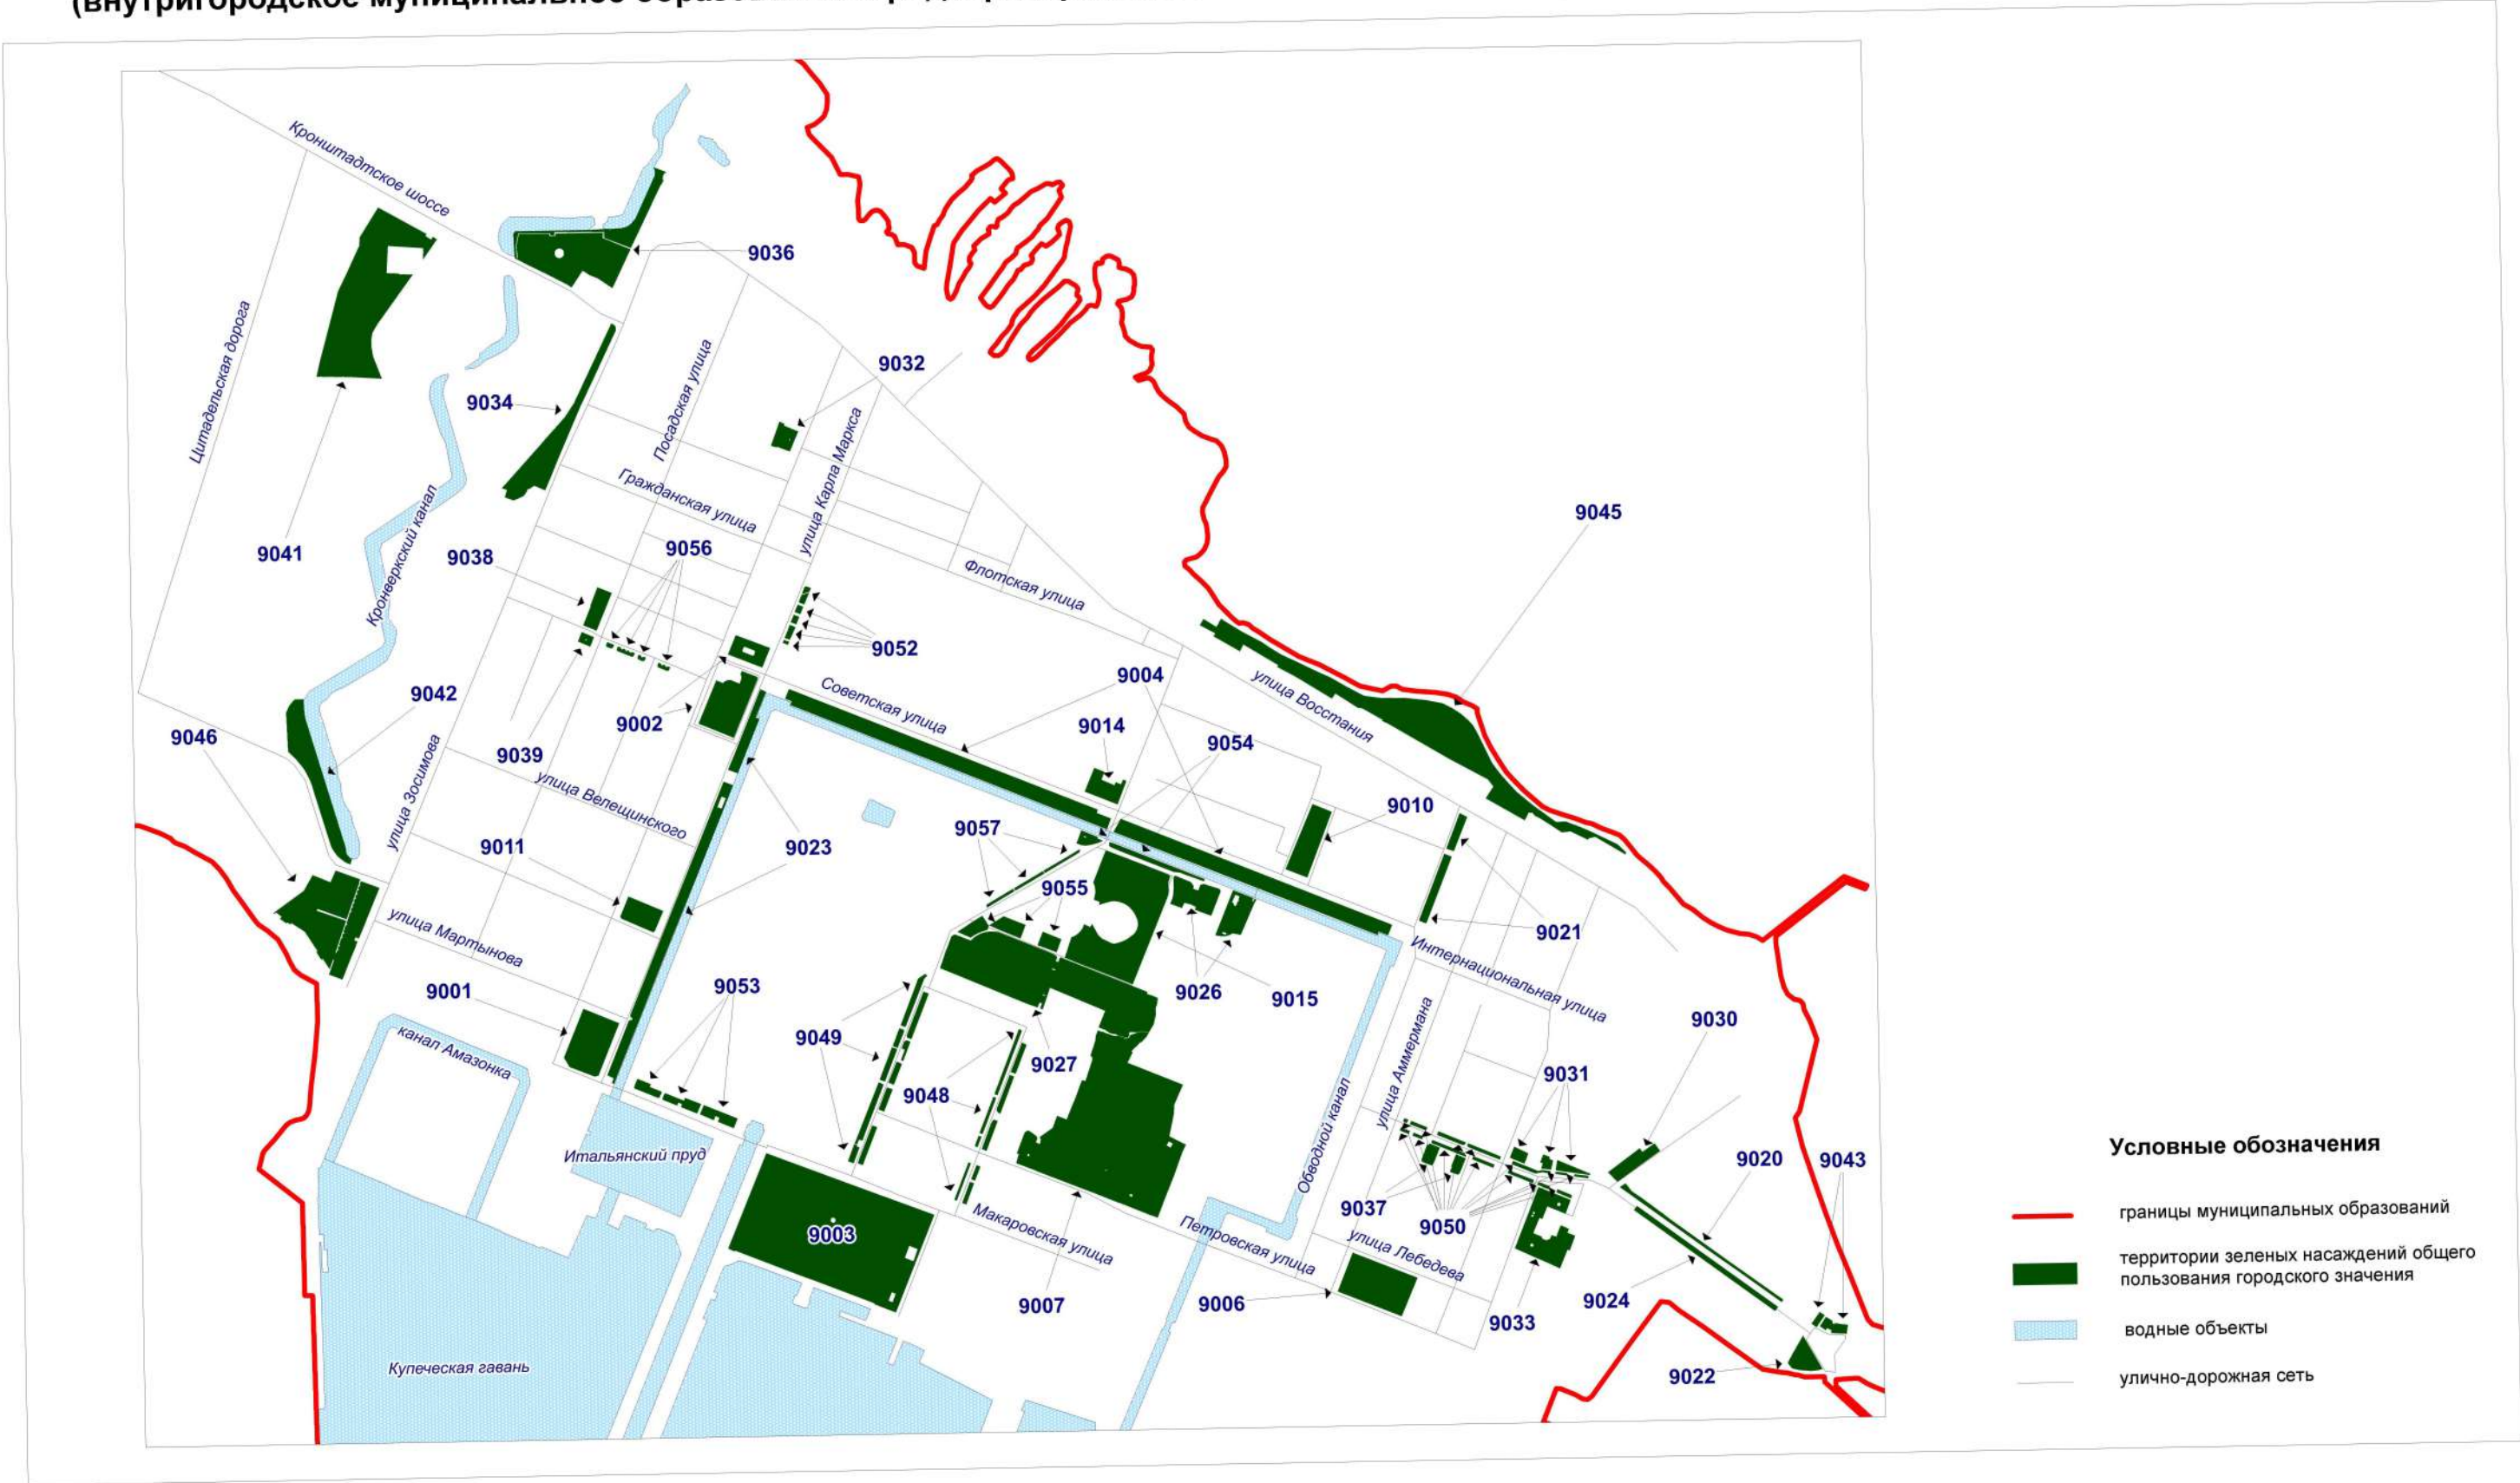 (внутригородское муниципальное
Кронштадтское шоссе
9036
Цитадельская дорога
9032
9034
Посадская улица
улица Карла Маркса
Гражданская улица
9045
Кронверкский канал
9041
9038
9056
Флотская улица
9052
9004
улица Восстания
Советская улица
9042
9002
9014
9046
9039
9054
улица Зосимова
улица Велещинского
9010
9057
9011
9023
9055
улица Мартынова
9021
Интернациональная улица
9053
9001
9026
9015
9030
улица Аммермана
канал Амазонка
9049
9027
9031
9048
Обводной канал
Условные обозначения
Итальянский пруд
9020
9043
9037
9050
границы муниципальных образований
9003
Макаровская улица
Петровская улица
улица Лебедева
территории зеленых насаждений общего
пользования городского значения
9007
9006
9024
9033
водные объекты
Купеческая гавань
9022
улично-дорожная сеть